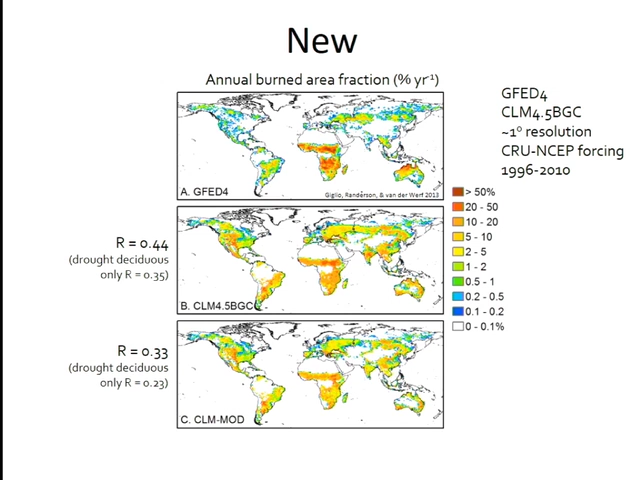 New
Annual burned area fraction (% yr⁻¹)
GFED4
CLM4.5BGC
~1° resolution
CRU-NCEP forcing
1996-2010
A. GFED4
Giglio, Randerson, & van der Werf 2013
R = 0.44
(drought deciduous
only R = 0.35)
B. CLM4.5BGC
R = 0.33
(drought deciduous
only R = 0.23)
C. CLM-MOD
> 50%
20 - 50
10 - 20
5 - 10
2 - 5
1 - 2
0.5 - 1
0.2 - 0.5
0.1 - 0.2
0 - 0.1%